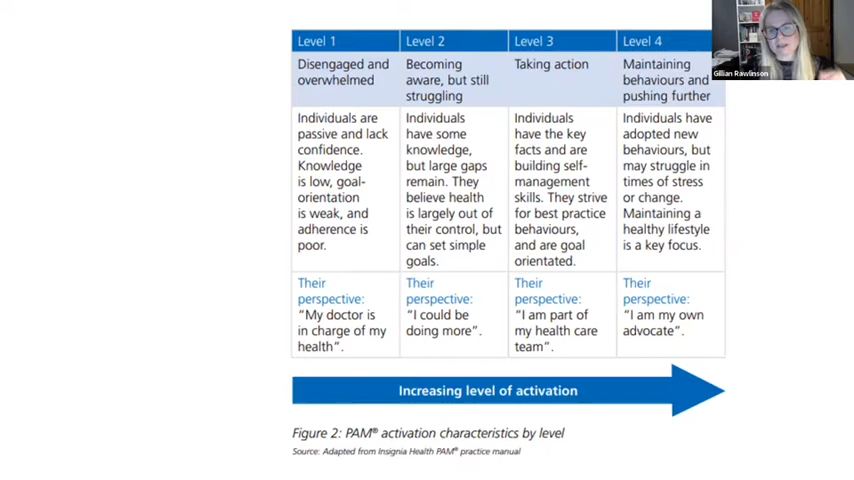 Gillian Rawlinson
Level 1
Disengaged and
overwhelmed
Individuals are
passive and lack
confidence.
Knowledge
is low, goal-
orientation
is weak, and
adherence is
poor.
Their
perspective:
“My doctor is
in charge of my
health”.
Level 2
Becoming
aware, but still
struggling
Individuals
have some
knowledge,
but large gaps
remain. They
believe health
is largely out of
their control, but
can set simple
goals.
Their
perspective:
“I could be
doing more”.
Level 3
Taking action
Individuals
have the key
facts and are
building self-
management
skills. They strive
for best practice
behaviours,
and are goal
orientated.
Their
perspective:
“I am part of
my health care
team”.
Level 4
Maintaining
behaviours and
pushing further
Individuals have
adopted new
behaviours, but
may struggle in
times of stress
or change.
Maintaining a
healthy lifestyle
is a key focus.
Their
perspective:
“I am my own
advocate”.
Increasing level of activation
Figure 2: PAM® activation characteristics by level
Source: Adapted from Insignia Health PAM® practice manual